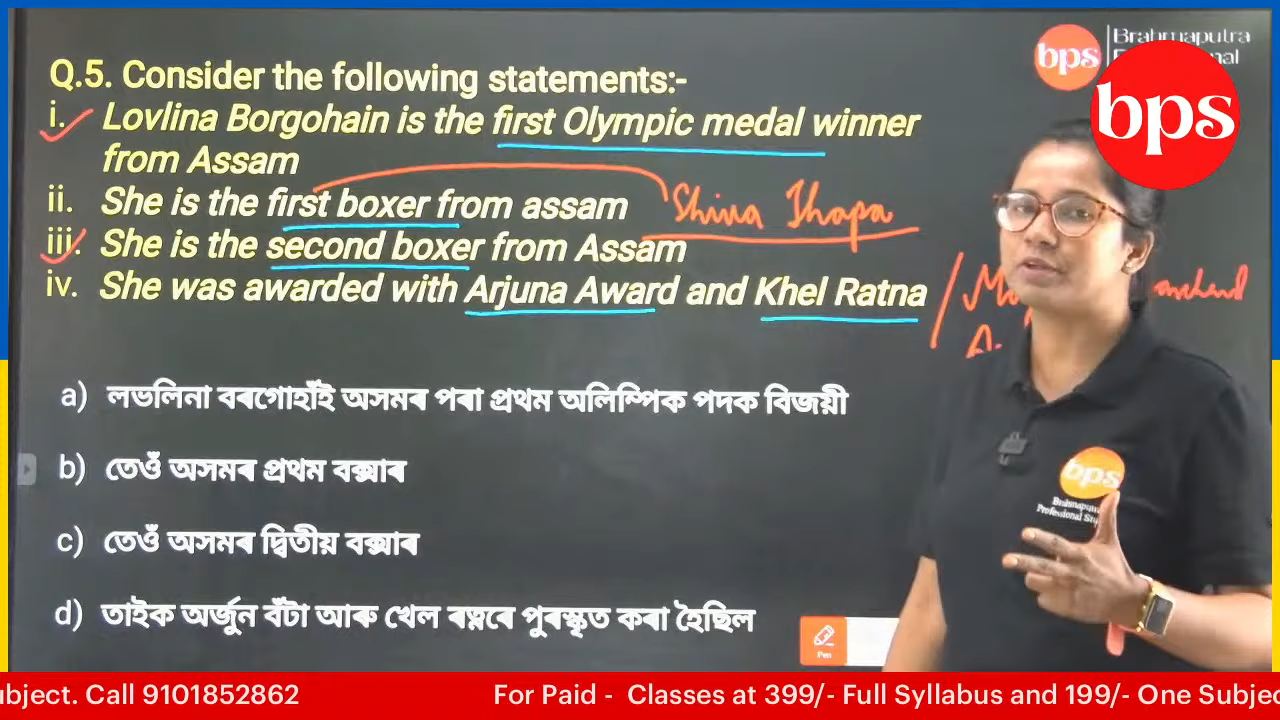 bps
Brahmaputra
bps
Q.5. Consider the following statements:-
i. Lovlina Borgohain is the first Olympic medal winner
from Assam
ii. She is the first boxer from assam
Shiva Thapa
iii. She is the second boxer from Assam
iv. She was awarded with Arjuna Award and Khel Ratna
a) লভলিনা বৰগোহাঁই অসমৰ পৰা প্ৰথম অলিম্পিক পদক বিজয়ী
b) তেওঁ অসমৰ প্ৰথম বক্সাৰ
c) তেওঁ অসমৰ দ্বিতীয় বক্সাৰ
d) তাইক অৰ্জুন বঁটা আৰু খেল ৰত্নৰে পুৰস্কৃত কৰা হৈছিল
bps
Pen
ubject. Call 9101852862 For Paid - Classes at 399/- Full Syllabus and 199/- One Subjec